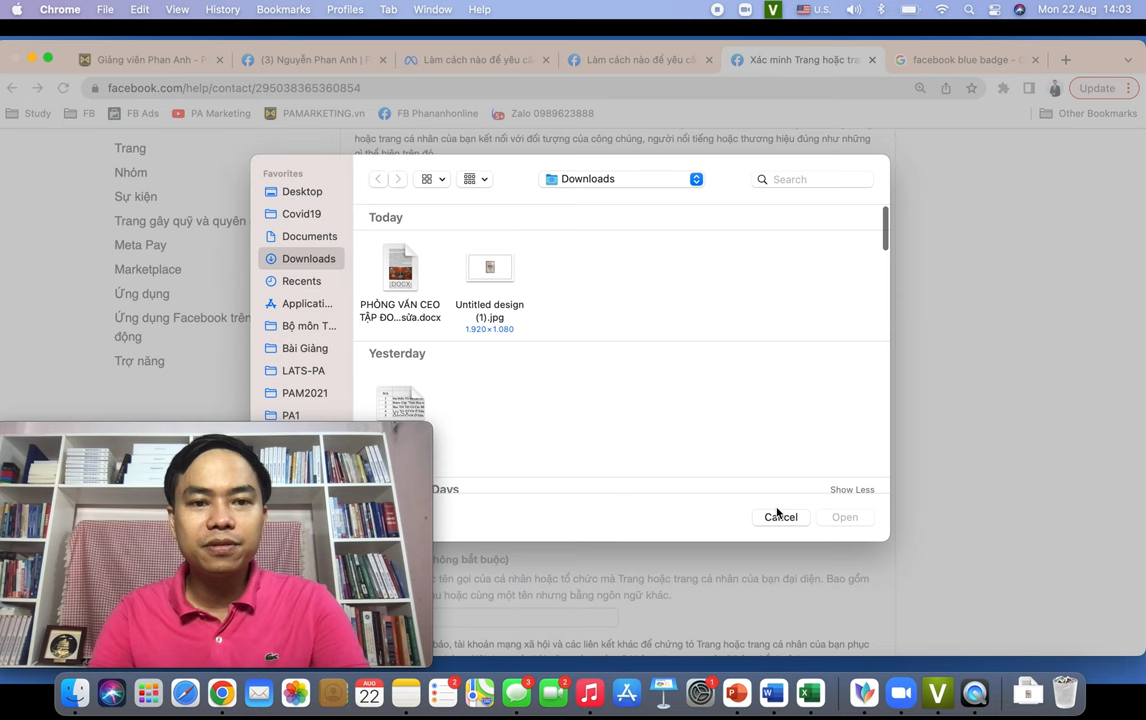 Chrome File Edit View History Bookmarks Profiles Tab Window Help
V U.S. Mon 22 Aug 14:03
Giảng viên Phan Anh - P
(3) Nguyễn Phan Anh | F
Làm cách nào để yêu cầ
Làm cách nào để yêu cầ
Xác minh Trang hoặc tra
facebook blue badge - G
facebook.com/help/contact/295038365360854
Update
Study FB FB Ads PA Marketing PAMARKETING.vn FB Phananhonline Zalo 0989623888 Other Bookmarks
hoặc trang cá nhân của bạn kết nối với đối tượng của công chúng, người nổi tiếng hoặc thương hiệu đúng như những
gì thể hiện trên đó.
Trang
Nhóm
Sự kiện
Trang gây quỹ và quyên
Meta Pay
Marketplace
Ứng dụng
Ứng dụng Facebook trên
động
Trợ năng
Favorites
Desktop
Covid19
Documents
Downloads
Recents
Applicati...
Bộ môn T...
Bài Giảng
LATS-PA
PAM2021
PA1
Downloads
Search
Today
DOCX
PHỎNG VẤN CEO
TẬP ĐO...sửa.docx
Untitled design
(1).jpg
1.920×1.080
Yesterday
Days
Show Less
Cancel Open
hông bắt buộc)
c tên gọi của cá nhân hoặc tổ chức mà Trang hoặc trang cá nhân của bạn đại diện. Bao gồm
au hoặc cùng một tên nhưng bằng ngôn ngữ khác.
báo, tài khoản mạng xã hội và các liên kết khác để chứng tỏ Trang hoặc trang cá nhân của bạn phục
AUG
22
2
3
2
1
V